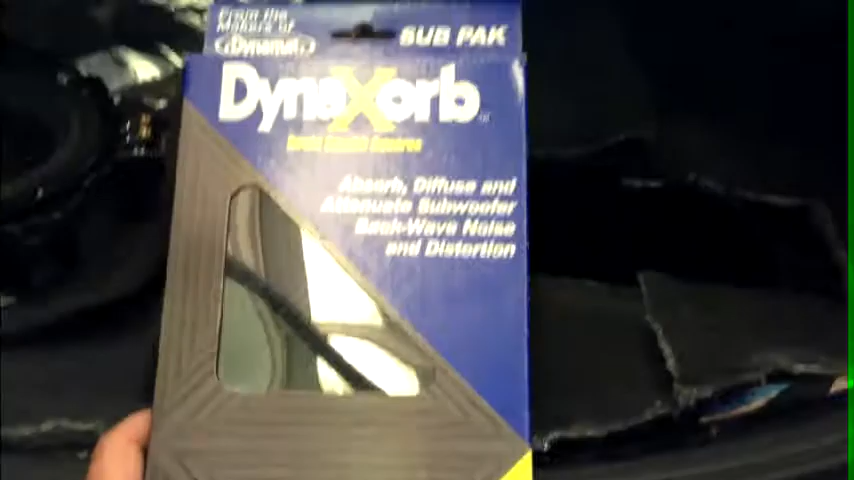 From the
Makers of
Dynamat
SUB PAK
DynaXorb
Absorb, Diffuse and
Attenuate Subwoofer
Back-Wave Noise
and Distortion